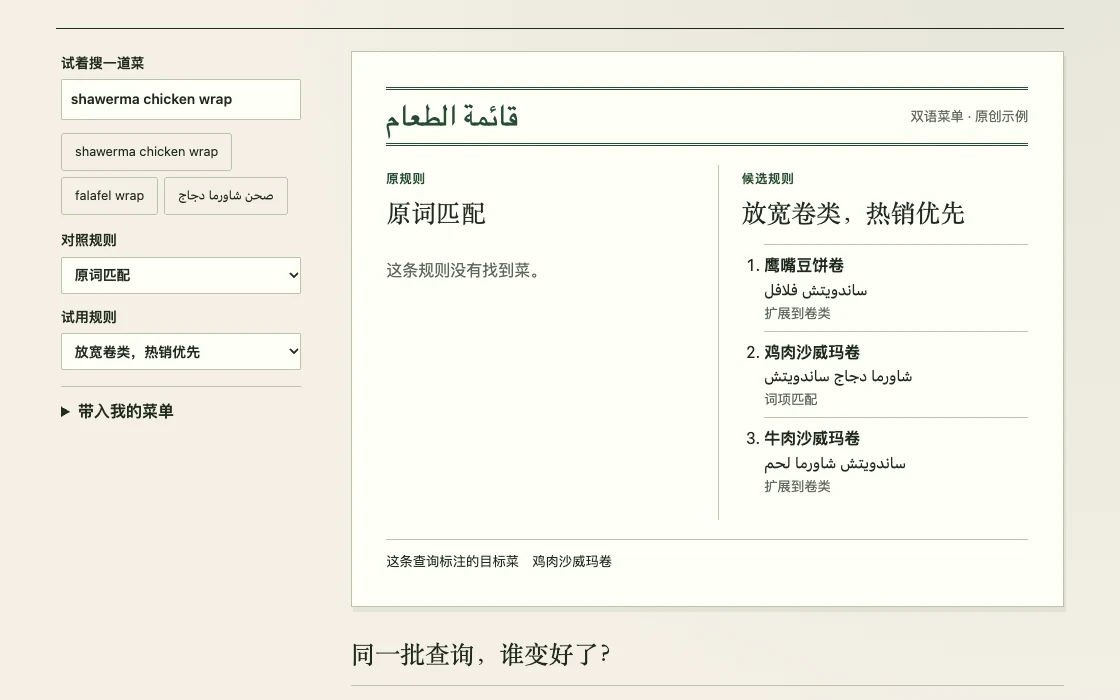 试着搜一道菜
shawerma chicken wrap
shawerma chicken wrap
falafel wrap
صحن شاورما دجاج
对照规则
原词匹配
试用规则
放宽卷类，热销优先
▶ 带入我的菜单
قائمة الطعام
双语菜单 · 原创示例
原规则
原词匹配
这条规则没有找到菜。
候选规则
放宽卷类，热销优先
1. 鹰嘴豆饼卷
ساندويتش فلافل
扩展到卷类
2. 鸡肉沙威玛卷
شاورما دجاج ساندويتش
词项匹配
3. 牛肉沙威玛卷
ساندويتش شاورما لحم
扩展到卷类
这条查询标注的目标菜 鸡肉沙威玛卷
同一批查询，谁变好了？